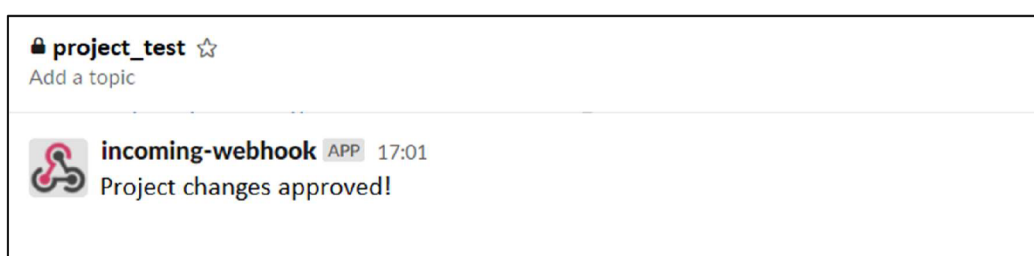 project_test
Add a topic
incoming-webhook APP 17:01
Project changes approved!